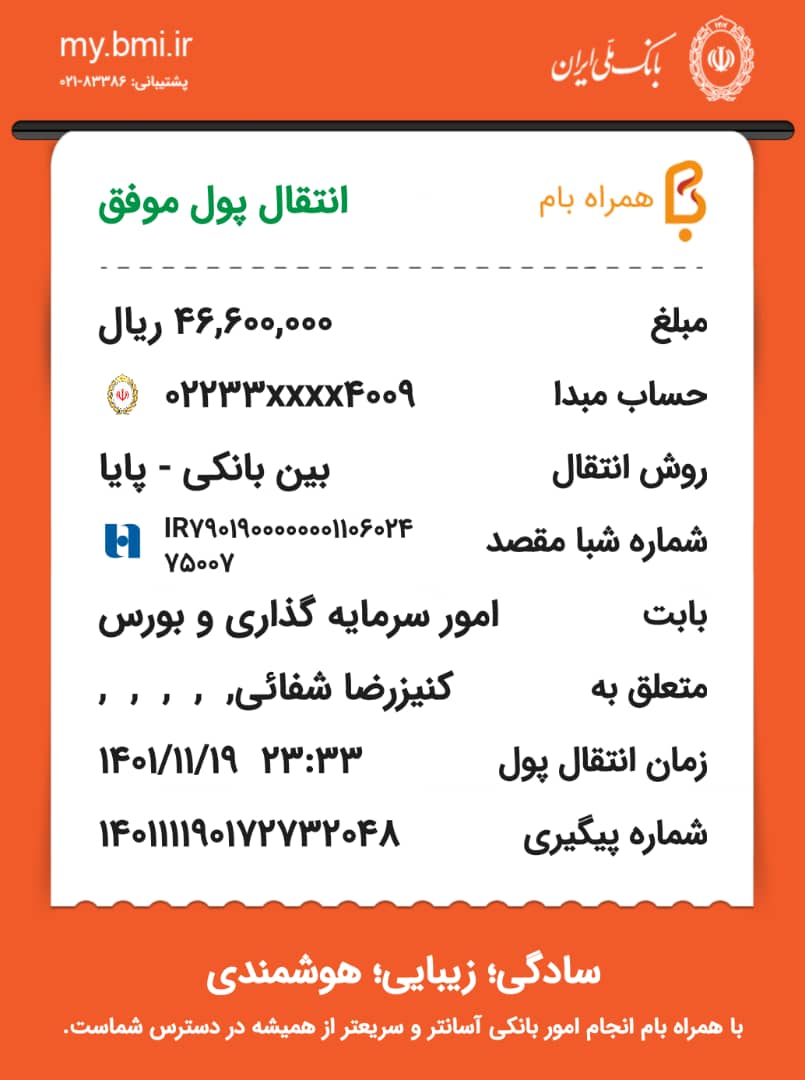 بانک ملی ایران
my.bmi.ir
پشتیبانی: ۸۳۳۸۶-۰۲۱
همراه بام
انتقال پول موفق
مبلغ ۴۶,۶۰۰,۰۰۰ ریال
حساب مبدا ۰۲۲۳۳xxxx۴۰۰۹
روش انتقال بین بانکی - پایا
شماره شبا مقصد IR۷۹۰۱۹۰۰۰۰۰۰۰۰۱۱۰۶۰۲۴
۷۵۰۰۷
بابت امور سرمایه گذاری و بورس
متعلق به کنیزرضا شفائی, , , , ,
زمان انتقال پول ۲۳:۳۳ ۱۴۰۱/۱۱/۱۹
شماره پیگیری ۱۴۰۱۱۱۱۹۰۱۷۲۷۳۲۰۴۸
سادگی؛ زیبایی؛ هوشمندی
با همراه بام انجام امور بانکی آسانتر و سریعتر از همیشه در دسترس شماست.